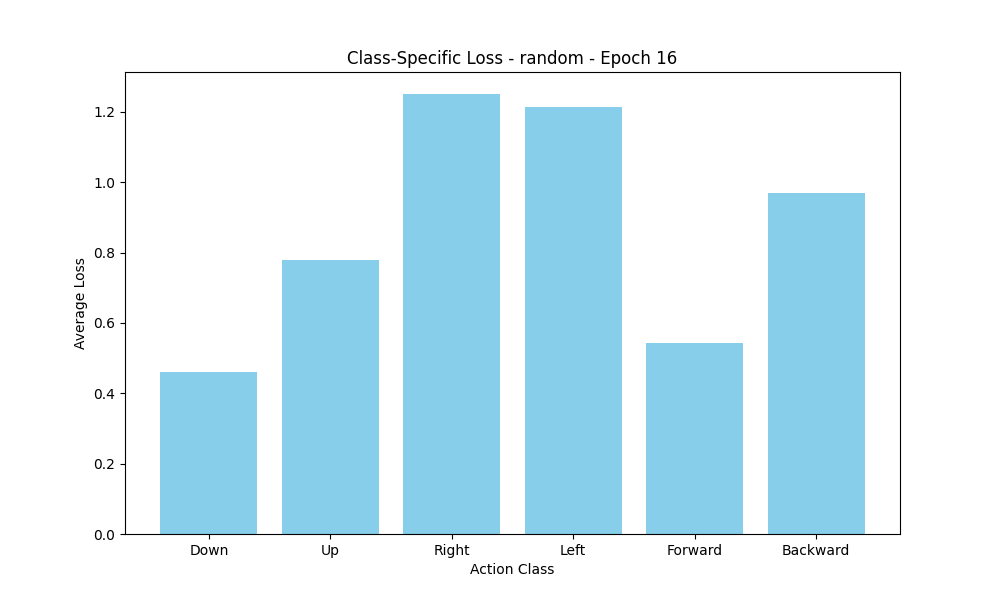 Class-Specific Loss - random - Epoch 16
Average Loss
1.2
1.0
0.8
0.6
0.4
0.2
0.0
Down Up Right Left Forward Backward
Action Class